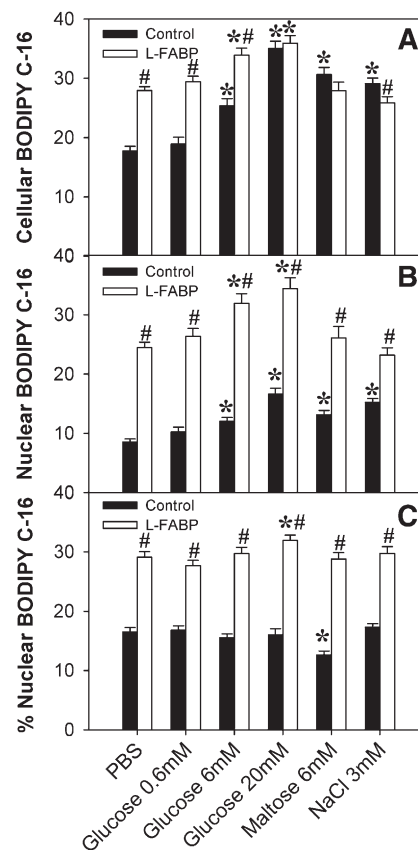 40
Control
L-FABP
A
Cellular BODIPY C-16
30
20
10
# # * *# * * * * #
40
Control
L-FABP
B
Nuclear BODIPY C-16
30
20
10
# # * *# * *# * # * #
40
Control
L-FABP
C
% Nuclear BODIPY C-16
30
20
10
0
# # # *# * # #
PBS
Glucose 0.6mM
Glucose 6mM
Glucose 20mM
Maltose 6mM
NaCl 3mM